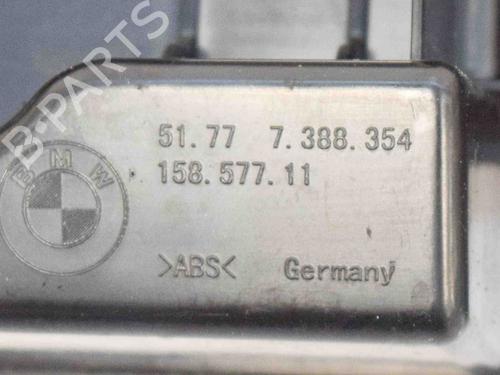 B-PARTS
51.77 7.388.354
158.577.11
BMW
>ABS< Germany